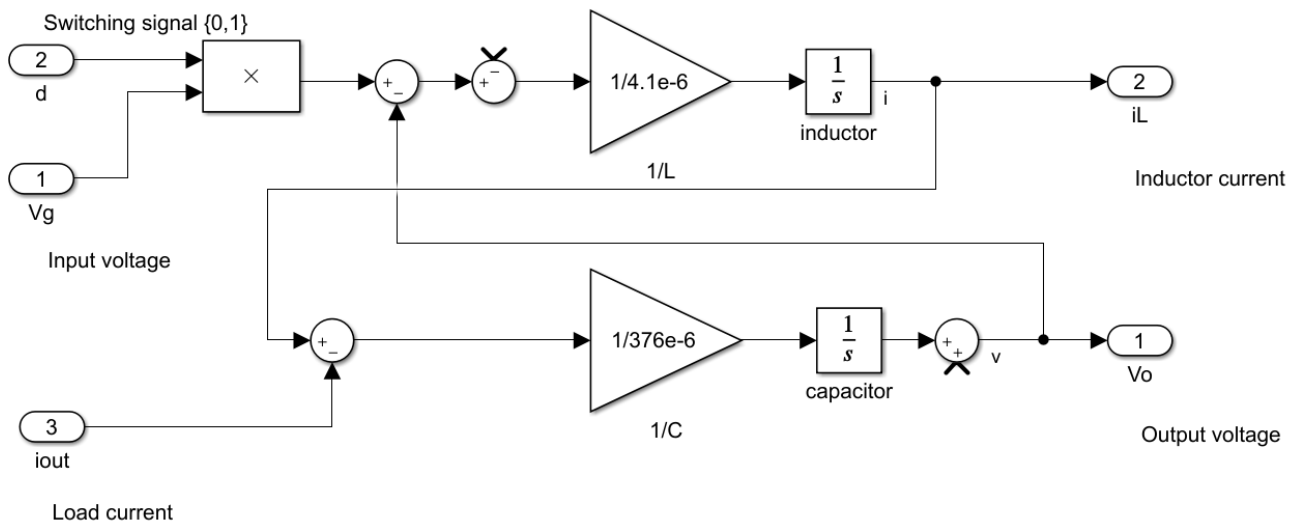 Switching signal {0,1}
2
d
×
+
−
+
−
1/4.1e-6
1/L
1
s
inductor
i
2
iL
Inductor current
1
Vg
Input voltage
+
−
1/376e-6
1/C
1
s
capacitor
+
+
v
1
Vo
Output voltage
3
iout
Load current